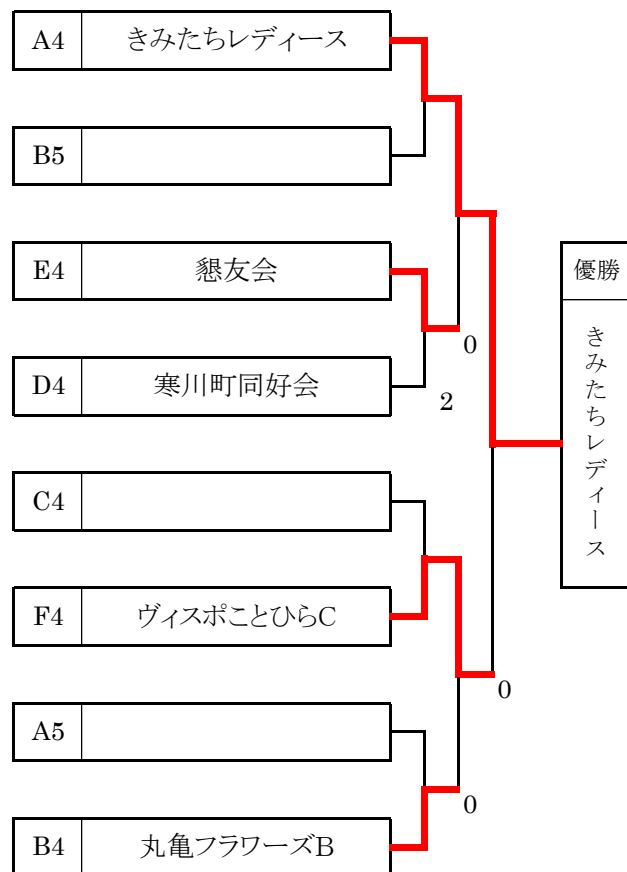 A4 きみたちレディース
B5
E4 懇友会
優勝
0
D4 寒川町同好会
2
きみたちレディース
C4
F4 ヴィスポことひらC
0
A5
0
B4 丸亀フラワーズB